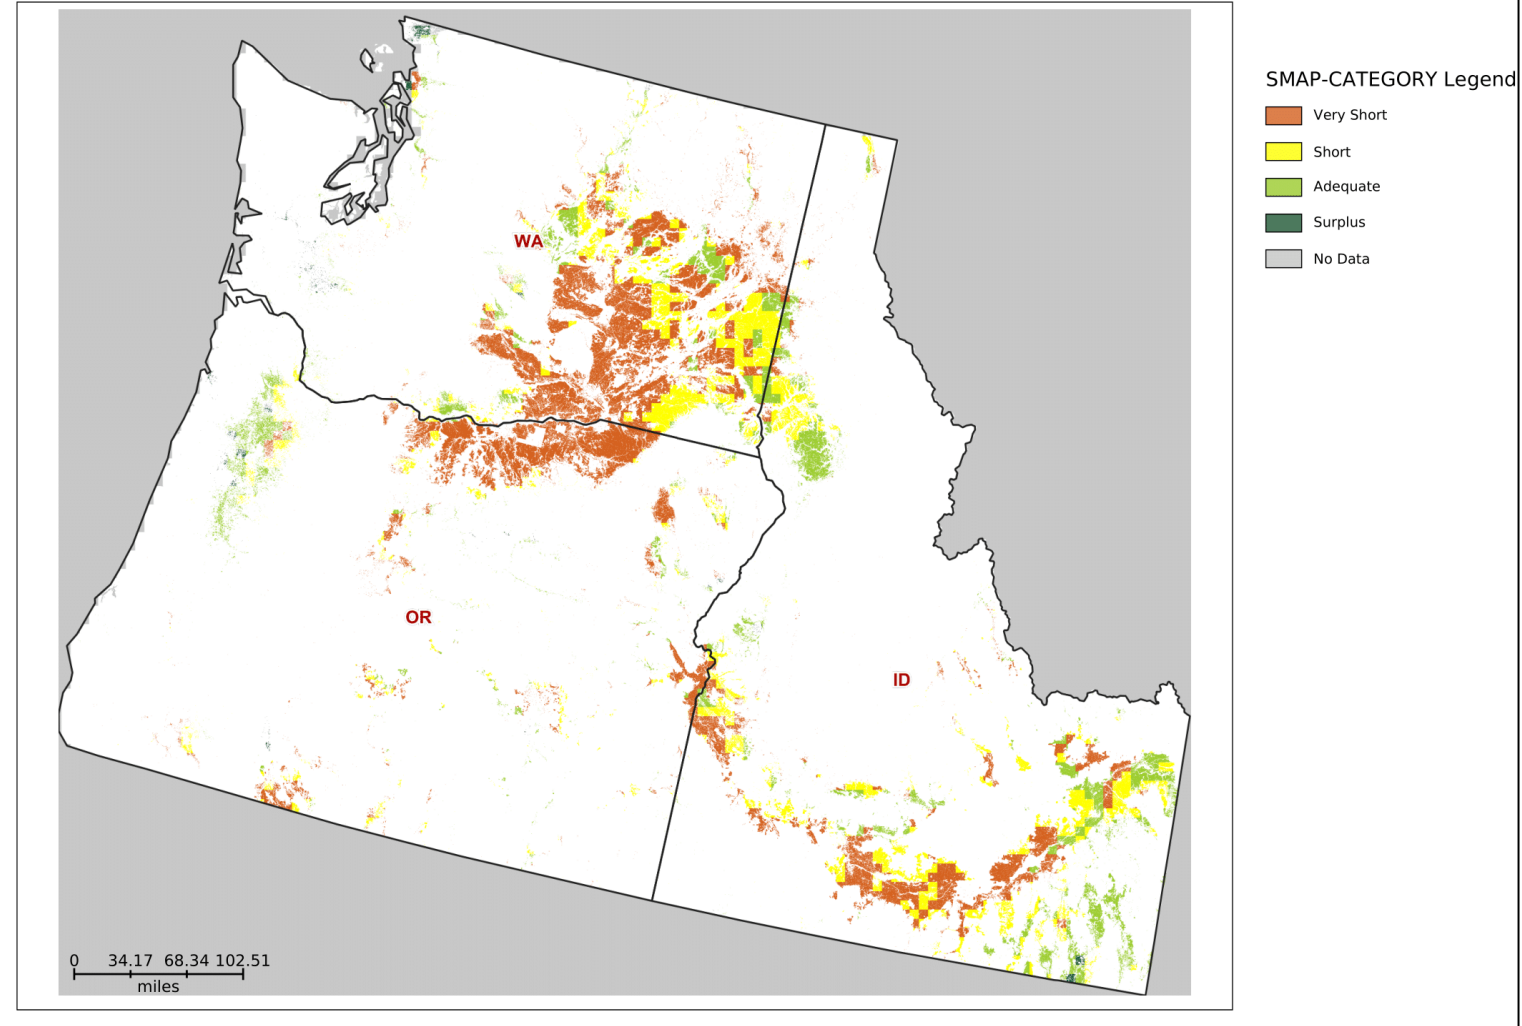 SMAP-CATEGORY Legend
Very Short
Short
Adequate
Surplus
No Data
WA
OR
ID
0 34.17 68.34 102.51
miles